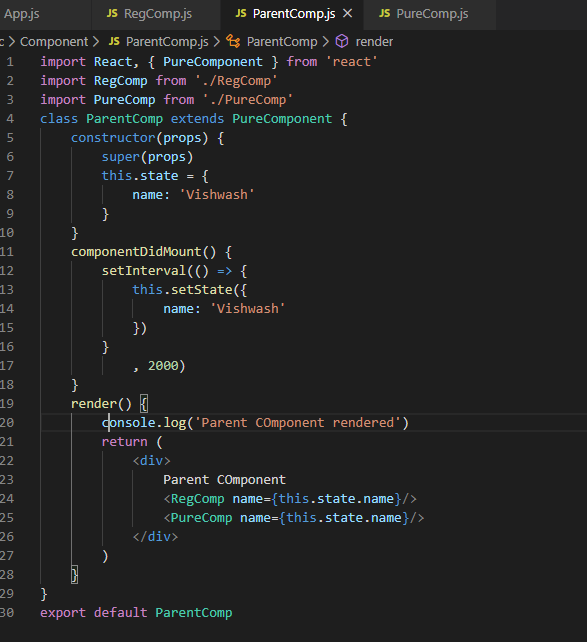 App.js JS RegComp.js JS ParentComp.js × JS PureComp.js
c > Component > JS ParentComp.js > ParentComp > render
1 import React, { PureComponent } from 'react'
2 import RegComp from './RegComp'
3 import PureComp from './PureComp'
4 class ParentComp extends PureComponent {
5 constructor(props) {
6 super(props)
7 this.state = {
8 name: 'Vishwash'
9 }
10 }
11 componentDidMount() {
12 setInterval(() => {
13 this.setState({
14 name: 'Vishwash'
15 })
16 }
17 , 2000)
18 }
19 render() {
20 console.log('Parent COmponent rendered')
21 return (
22 <div>
23 Parent COmponent
24 <RegComp name={this.state.name}/>
25 <PureComp name={this.state.name}/>
26 </div>
27 )
28 }
29 }
30 export default ParentComp